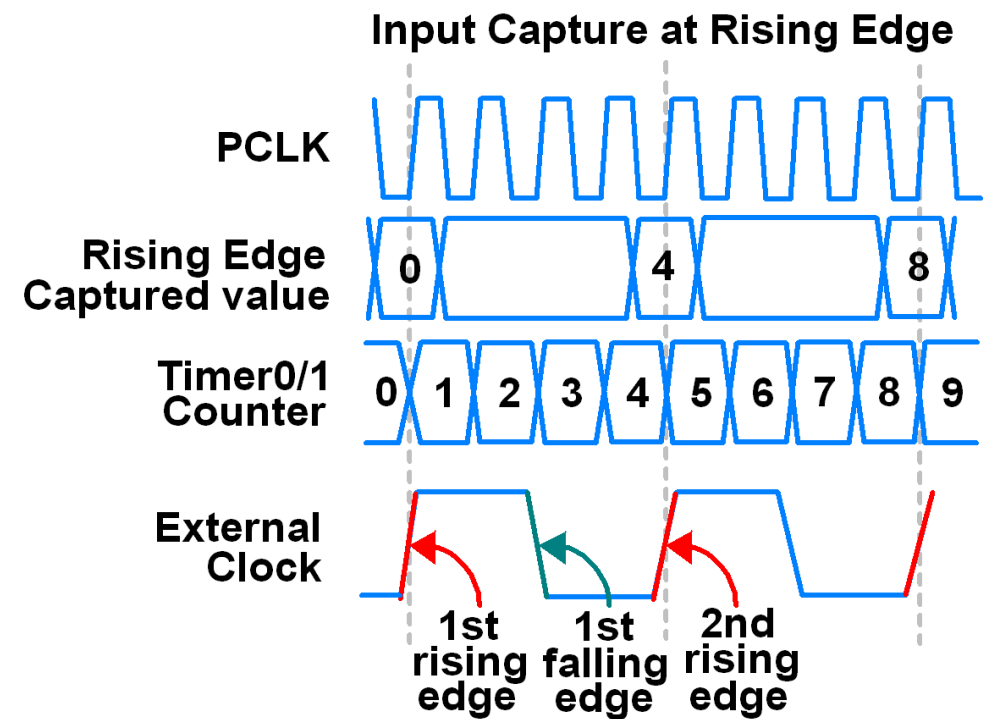 Input Capture at Rising Edge
PCLK
Rising Edge
Captured value
0 4 8
Timer0/1
Counter
0 1 2 3 4 5 6 7 8 9
External
Clock
1st
rising
edge
1st
falling
edge
2nd
rising
edge